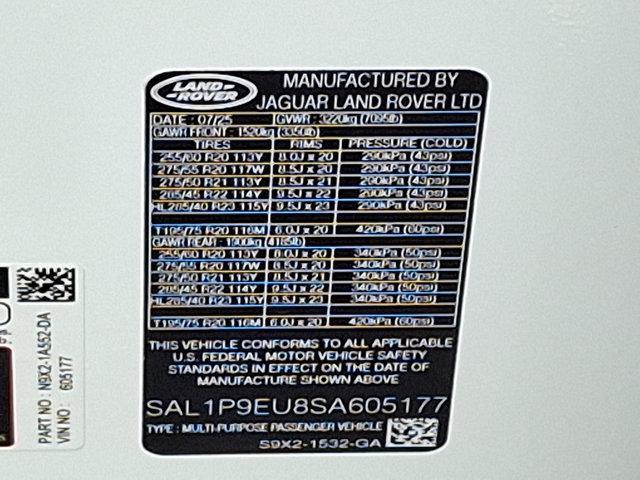 LAND ROVER
MANUFACTURED BY
JAGUAR LAND ROVER LTD
DATE : 07/25 GVWR : 3220kg (7095lb)
GAWR FRONT : 1520kg (3350lb)
TIRES RIMS PRESSURE (COLD)
255/60 R20 113Y 8.0J x 20 290kPa (43psi)
275/55 R20 117W 8.5J x 20 290kPa (43psi)
275/50 R21 113Y 8.5J x 21 290kPa (43psi)
285/45 R22 114Y 9.5J x 22 290kPa (43psi)
HL285/40 R23 115Y 9.5J x 23 290kPa (43psi)
T195/75 R20 116M 6.0J x 20 420kPa (60psi)
GAWR REAR : 1900kg (4185lb)
255/60 R20 113Y 8.0J x 20 340kPa (50psi)
275/55 R20 117W 8.5J x 20 340kPa (50psi)
275/50 R21 113Y 8.5J x 21 340kPa (50psi)
285/45 R22 114Y 9.5J x 22 340kPa (50psi)
HL285/40 R23 115Y 9.5J x 23 340kPa (50psi)
T195/75 R20 116M 6.0J x 20 420kPa (60psi)
THIS VEHICLE CONFORMS TO ALL APPLICABLE
U.S. FEDERAL MOTOR VEHICLE SAFETY
STANDARDS IN EFFECT ON THE DATE OF
MANUFACTURE SHOWN ABOVE
SAL1P9EU8SA605177
TYPE : MULTI-PURPOSE PASSENGER VEHICLE
S9X2-1532-GA
PART NO : N9X2-1A552-DA
VIN NO : 605177